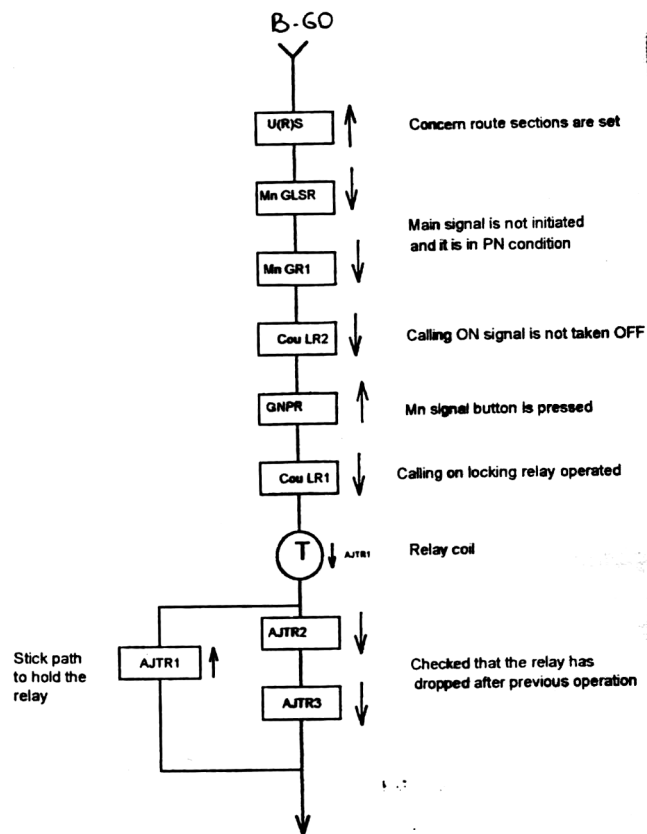 B-60
U(R)S
Concern route sections are set
Mn GLSR
Main signal is not initiated
and it is in PN condition
Mn GR1
Cou LR2
Calling ON signal is not taken OFF
GNPR
Mn signal button is pressed
Cou LR1
Calling on locking relay operated
T
AJTR1
Relay coil
Stick path
to hold the
relay
AJTR1
AJTR2
Checked that the relay has
dropped after previous operation
AJTR3